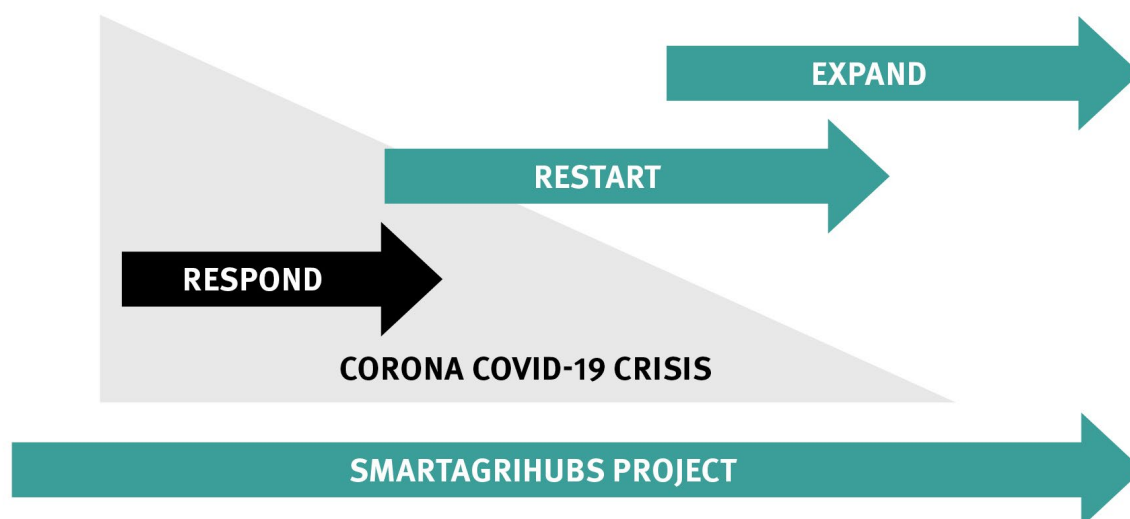 EXPAND
RESTART
RESPOND
CORONA COVID-19 CRISIS
SMARTAGRIHUBS PROJECT